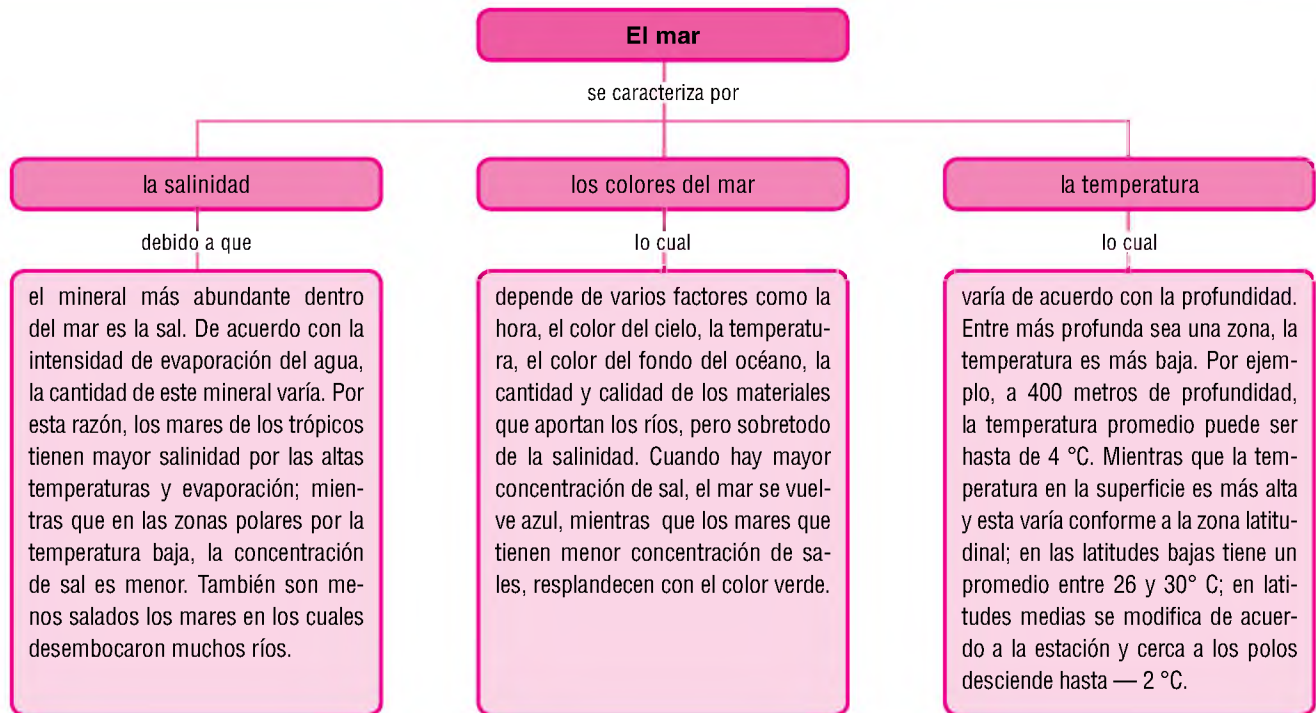 El mar
se caracteriza por
la salinidad
debido a que
el mineral más abundante dentro
del mar es la sal. De acuerdo con la
intensidad de evaporación del agua,
la cantidad de este mineral varía. Por
esta razón, los mares de los trópicos
tienen mayor salinidad por las altas
temperaturas y evaporación; mien-
tras que en las zonas polares por la
temperatura baja, la concentración
de sal es menor. También son me-
nos salados los mares en los cuales
desembocaron muchos ríos.
los colores del mar
lo cual
depende de varios factores como la
hora, el color del cielo, la temperatu-
ra, el color del fondo del océano, la
cantidad y calidad de los materiales
que aportan los ríos, pero sobretodo
de la salinidad. Cuando hay mayor
concentración de sal, el mar se vuel-
ve azul, mientras que los mares que
tienen menor concentración de sa-
les, resplandecen con el color verde.
la temperatura
lo cual
varía de acuerdo con la profundidad.
Entre más profunda sea una zona, la
temperatura es más baja. Por ejem-
plo, a 400 metros de profundidad,
la temperatura promedio puede ser
hasta de 4 °C. Mientras que la tem-
peratura en la superficie es más alta
y esta varía conforme a la zona latitu-
dinal; en las latitudes bajas tiene un
promedio entre 26 y 30° C; en lati-
tudes medias se modifica de acuer-
do a la estación y cerca a los polos
desciende hasta — 2 °C.